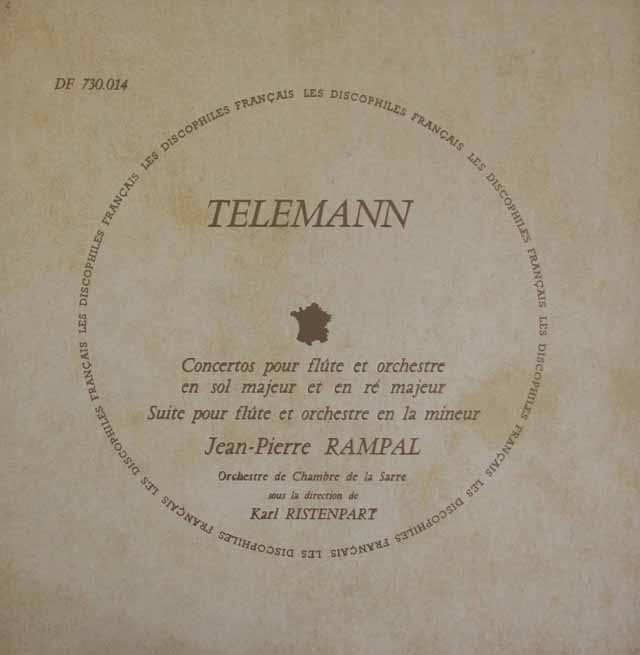 DF 730.014
LES DISCOPHILES FRANÇAIS LES DISCOPHILES FRANÇAIS LES DISCOPHILES FRANÇAIS LES DISCOPHILES FRANÇAIS LES DISCOPHILES FRANÇAIS LES DISCOPHILES FRANÇAIS LES DISCOPHILES FRANÇAIS LES DISCOPHILES FRANÇAIS
TELEMANN
Concertos pour flûte et orchestre
en sol majeur et en ré majeur
Suite pour flûte et orchestre en la mineur
Jean-Pierre RAMPAL
Orchestre de Chambre de la Sarre
sous la direction de
Karl RISTENPART